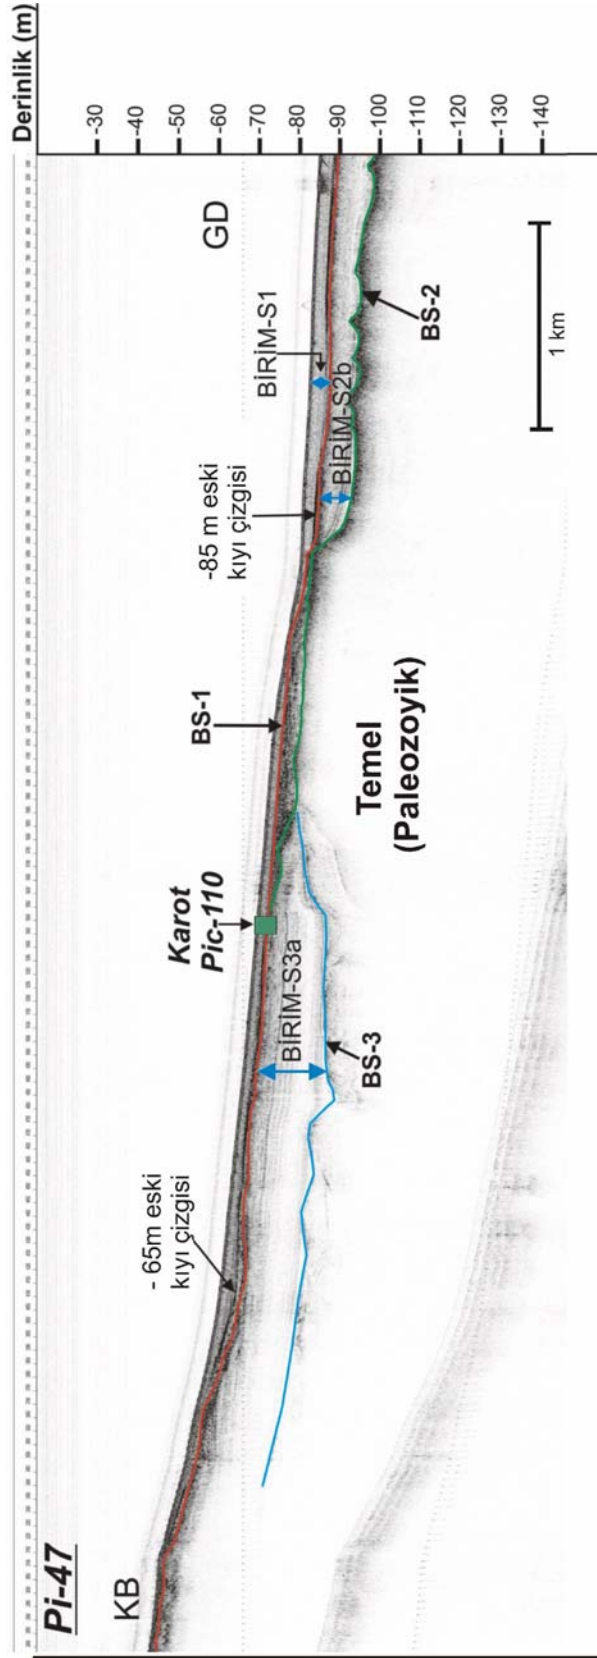 Pi-47
KB
GD
Derinlik (m)
-30
-40
-50
-60
-70
-80
-90
-100
-110
-120
-130
-140
- 65m eski
kıyı çizgisi
BİRİM-S3a
BS-3
Karot
Pic-110
BS-1
Temel
(Paleozoyik)
-85 m eski
kıyı çizgisi
BİRİM-S1
BİRİM-S2b
BS-2
1 km